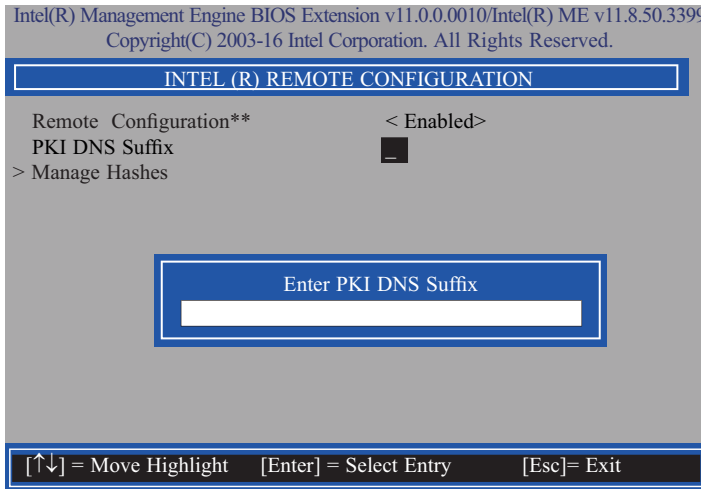 Intel(R) Management Engine BIOS Extension v11.0.0.0010/Intel(R) ME v11.8.50.3399
Copyright(C) 2003-16 Intel Corporation. All Rights Reserved.
INTEL (R) REMOTE CONFIGURATION
Remote Configuration** < Enabled>
PKI DNS Suffix _
> Manage Hashes
Enter PKI DNS Suffix
[↑↓] = Move Highlight [Enter] = Select Entry [Esc]= Exit